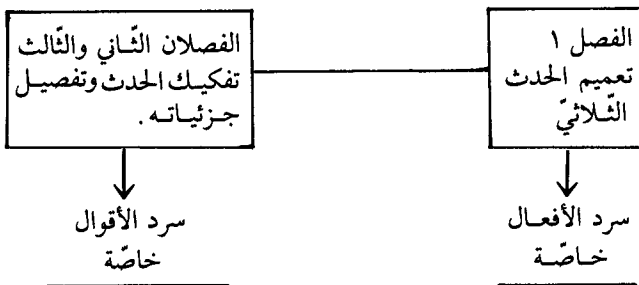 الفصل ١
تعميم الحدث
الثّلاثيّ
الفصلان الثّاني والثّالث
تفكيك الحدث وتفصيل
جزئياته.
سرد الأفعال
خاصّة
سرد الأقوال
خاصّة